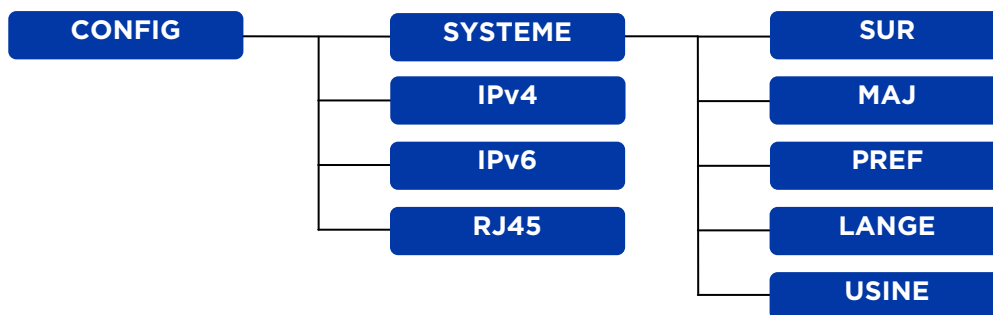 CONFIG SYSTEME SUR
IPv4 MAJ
IPv6 PREF
RJ45 LANGE
USINE